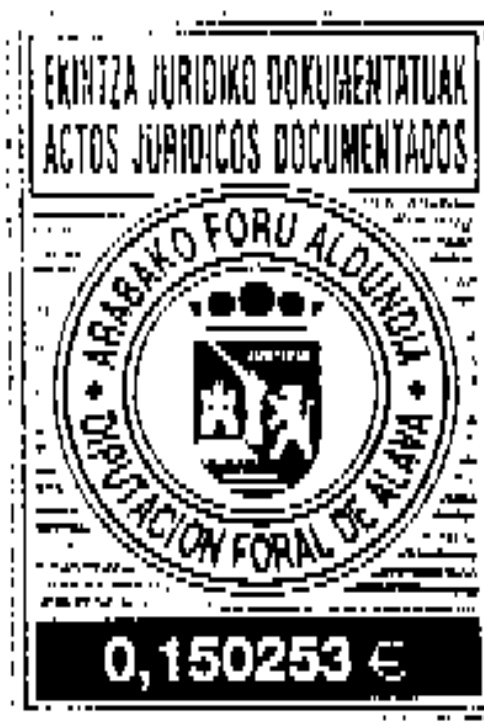 EKINTZA JURIDIKO DOKUMENTATUAK
ACTOS JURIDICOS DOCUMENTADOS
ARABAKO FORU ALDUNDIA
DIPUTACION FORAL DE ALAVA
0,150253 €